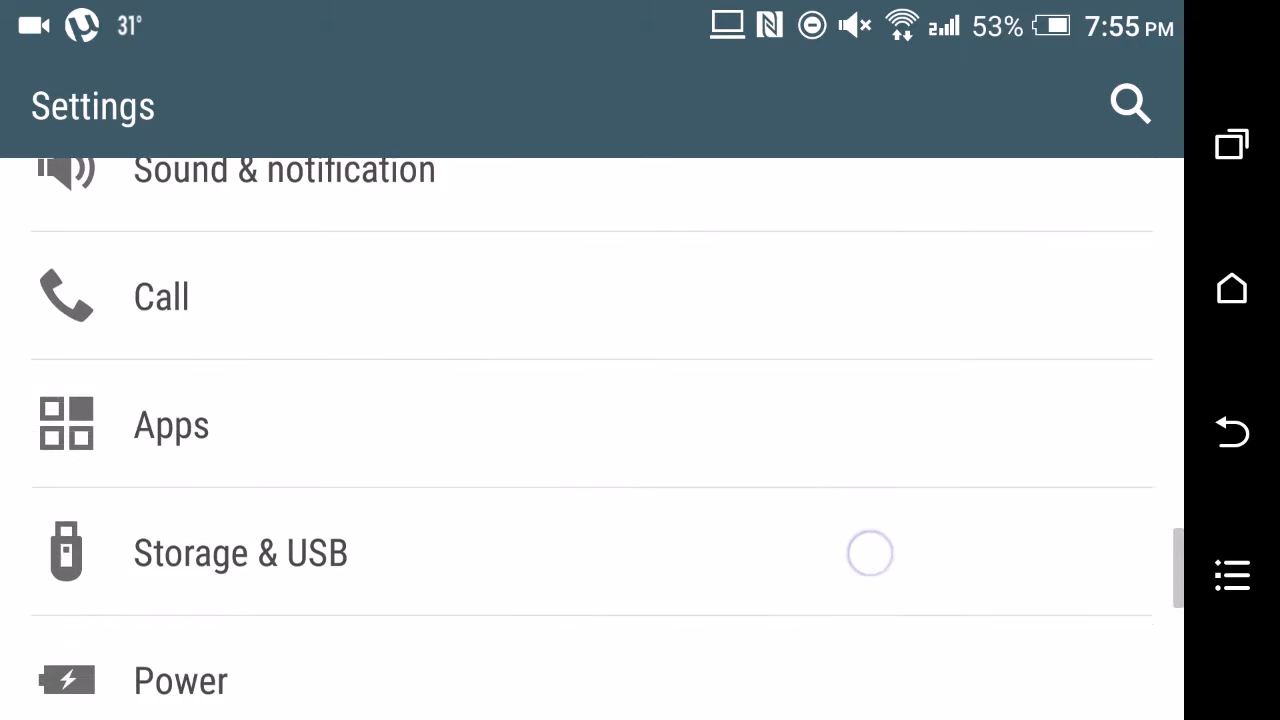 31° 53% 7:55 PM
Settings
Sound & notification
Call
Apps
Storage & USB
Power